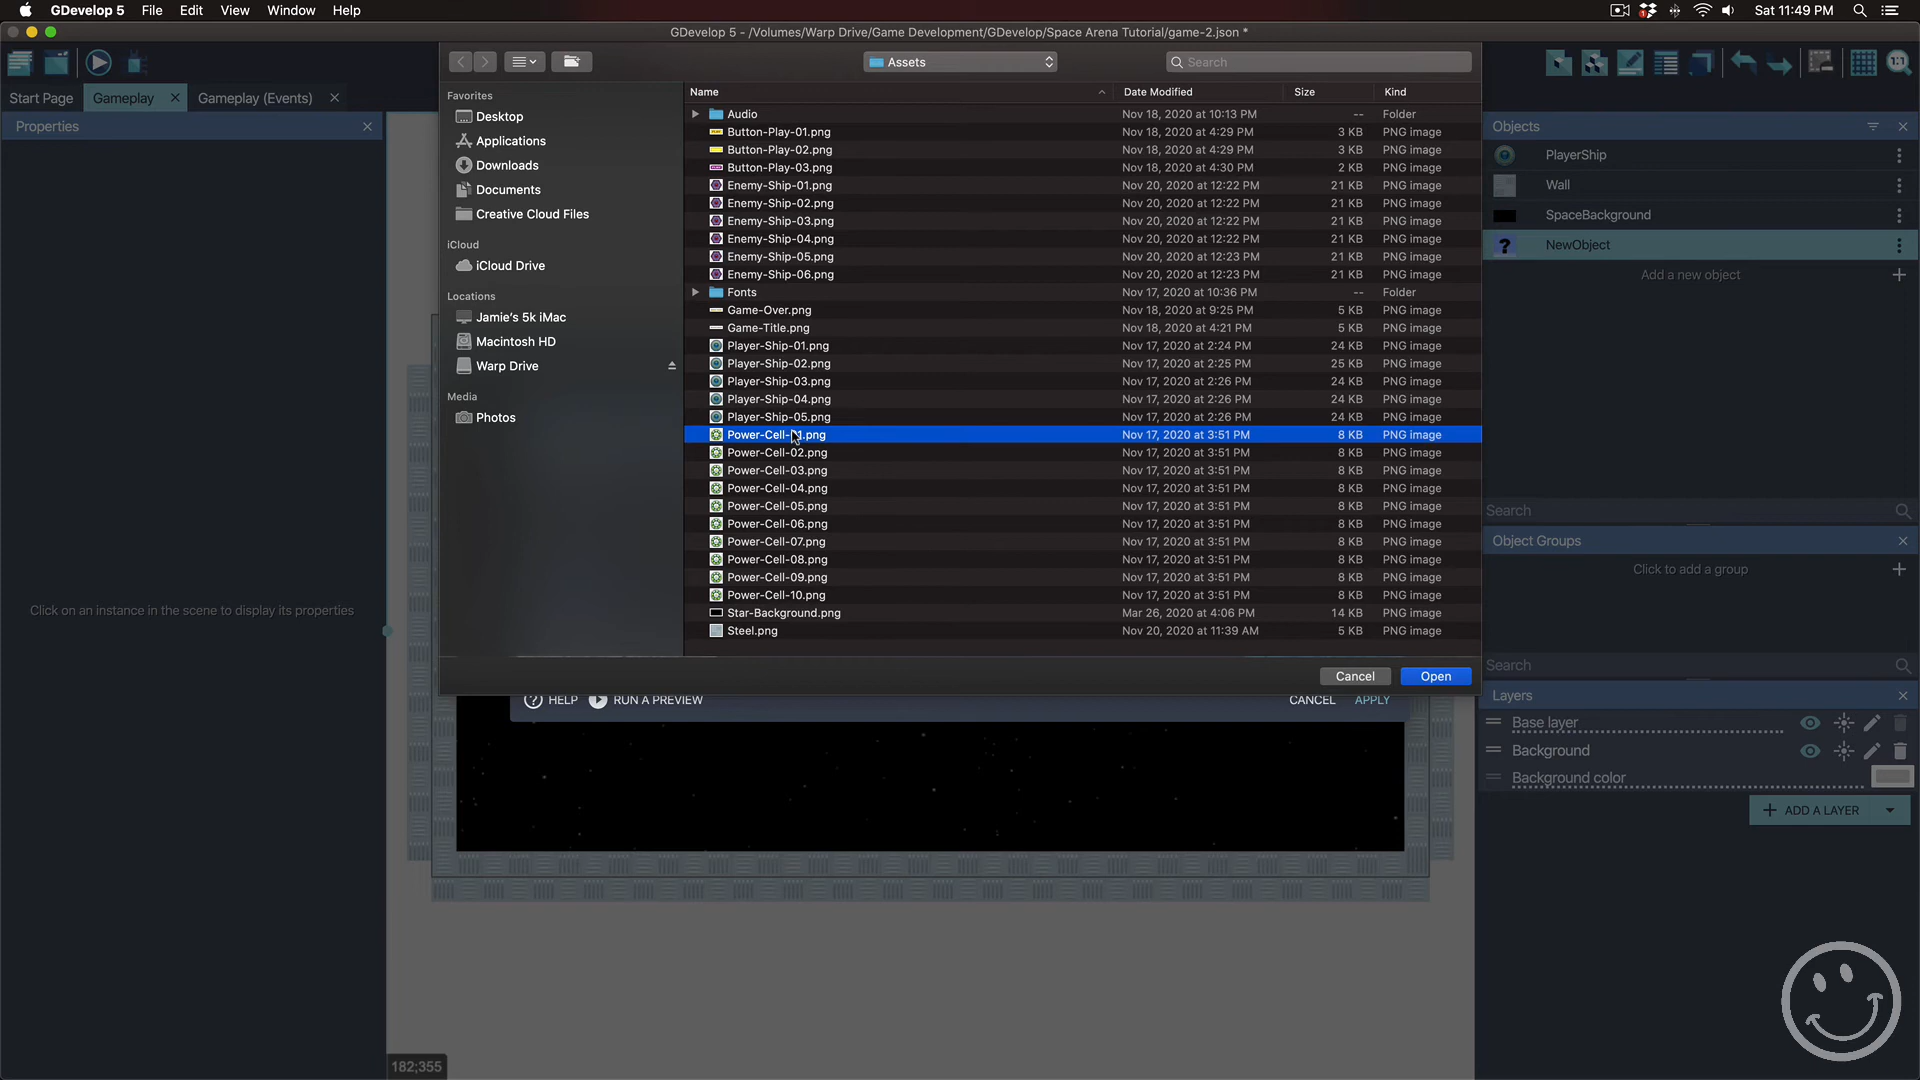 GDevelop 5 File Edit View Window Help
Sat 11:49 PM
GDevelop 5 - /Volumes/Warp Drive/Game Development/GDevelop/Space Arena Tutorial/game-2.json *
Assets
Search
1:1
Start Page
Gameplay
Gameplay (Events)
Properties
Click on an instance in the scene to display its properties
Favorites
Desktop
Applications
Downloads
Documents
Creative Cloud Files
iCloud
iCloud Drive
Locations
Jamie's 5k iMac
Macintosh HD
Warp Drive
Media
Photos
Name Date Modified Size Kind
Audio Nov 18, 2020 at 10:13 PM -- Folder
Button-Play-01.png Nov 18, 2020 at 4:29 PM 3 KB PNG image
Button-Play-02.png Nov 18, 2020 at 4:29 PM 3 KB PNG image
Button-Play-03.png Nov 18, 2020 at 4:30 PM 2 KB PNG image
Enemy-Ship-01.png Nov 20, 2020 at 12:22 PM 21 KB PNG image
Enemy-Ship-02.png Nov 20, 2020 at 12:22 PM 21 KB PNG image
Enemy-Ship-03.png Nov 20, 2020 at 12:22 PM 21 KB PNG image
Enemy-Ship-04.png Nov 20, 2020 at 12:22 PM 21 KB PNG image
Enemy-Ship-05.png Nov 20, 2020 at 12:23 PM 21 KB PNG image
Enemy-Ship-06.png Nov 20, 2020 at 12:23 PM 21 KB PNG image
Fonts Nov 17, 2020 at 10:36 PM -- Folder
Game-Over.png Nov 18, 2020 at 9:25 PM 5 KB PNG image
Game-Title.png Nov 18, 2020 at 4:21 PM 5 KB PNG image
Player-Ship-01.png Nov 17, 2020 at 2:24 PM 24 KB PNG image
Player-Ship-02.png Nov 17, 2020 at 2:25 PM 25 KB PNG image
Player-Ship-03.png Nov 17, 2020 at 2:26 PM 24 KB PNG image
Player-Ship-04.png Nov 17, 2020 at 2:26 PM 24 KB PNG image
Player-Ship-05.png Nov 17, 2020 at 2:26 PM 24 KB PNG image
Power-Cell-01.png Nov 17, 2020 at 3:51 PM 8 KB PNG image
Power-Cell-02.png Nov 17, 2020 at 3:51 PM 8 KB PNG image
Power-Cell-03.png Nov 17, 2020 at 3:51 PM 8 KB PNG image
Power-Cell-04.png Nov 17, 2020 at 3:51 PM 8 KB PNG image
Power-Cell-05.png Nov 17, 2020 at 3:51 PM 8 KB PNG image
Power-Cell-06.png Nov 17, 2020 at 3:51 PM 8 KB PNG image
Power-Cell-07.png Nov 17, 2020 at 3:51 PM 8 KB PNG image
Power-Cell-08.png Nov 17, 2020 at 3:51 PM 8 KB PNG image
Power-Cell-09.png Nov 17, 2020 at 3:51 PM 8 KB PNG image
Power-Cell-10.png Nov 17, 2020 at 3:51 PM 8 KB PNG image
Star-Background.png Mar 26, 2020 at 4:06 PM 14 KB PNG image
Steel.png Nov 20, 2020 at 11:39 AM 5 KB PNG image
Cancel
Open
HELP
RUN A PREVIEW
CANCEL
APPLY
Objects
PlayerShip
Wall
SpaceBackground
NewObject
Add a new object
Search
Object Groups
Click to add a group
Search
Layers
Base layer
Background
Background color
ADD A LAYER
182;355